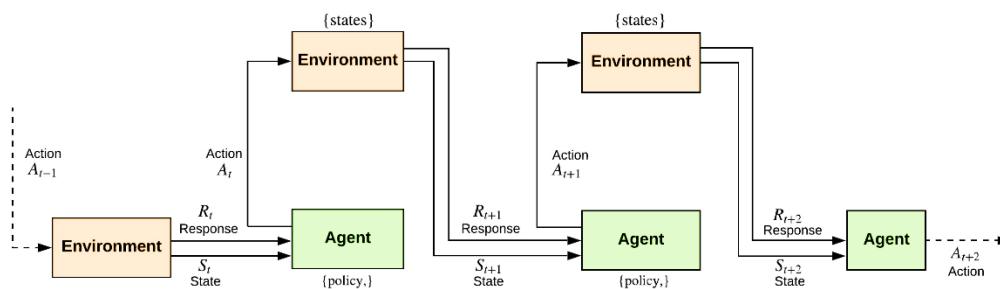 {states}
{states}
Environment
Environment
Action
A_{t−1}
Action
A_t
Action
A_{t+1}
R_t
Response
R_{t+1}
Response
R_{t+2}
Response
Environment
Agent
Agent
Agent
S_t
State
S_{t+1}
State
S_{t+2}
State
A_{t+2}
Action
{policy,}
{policy,}